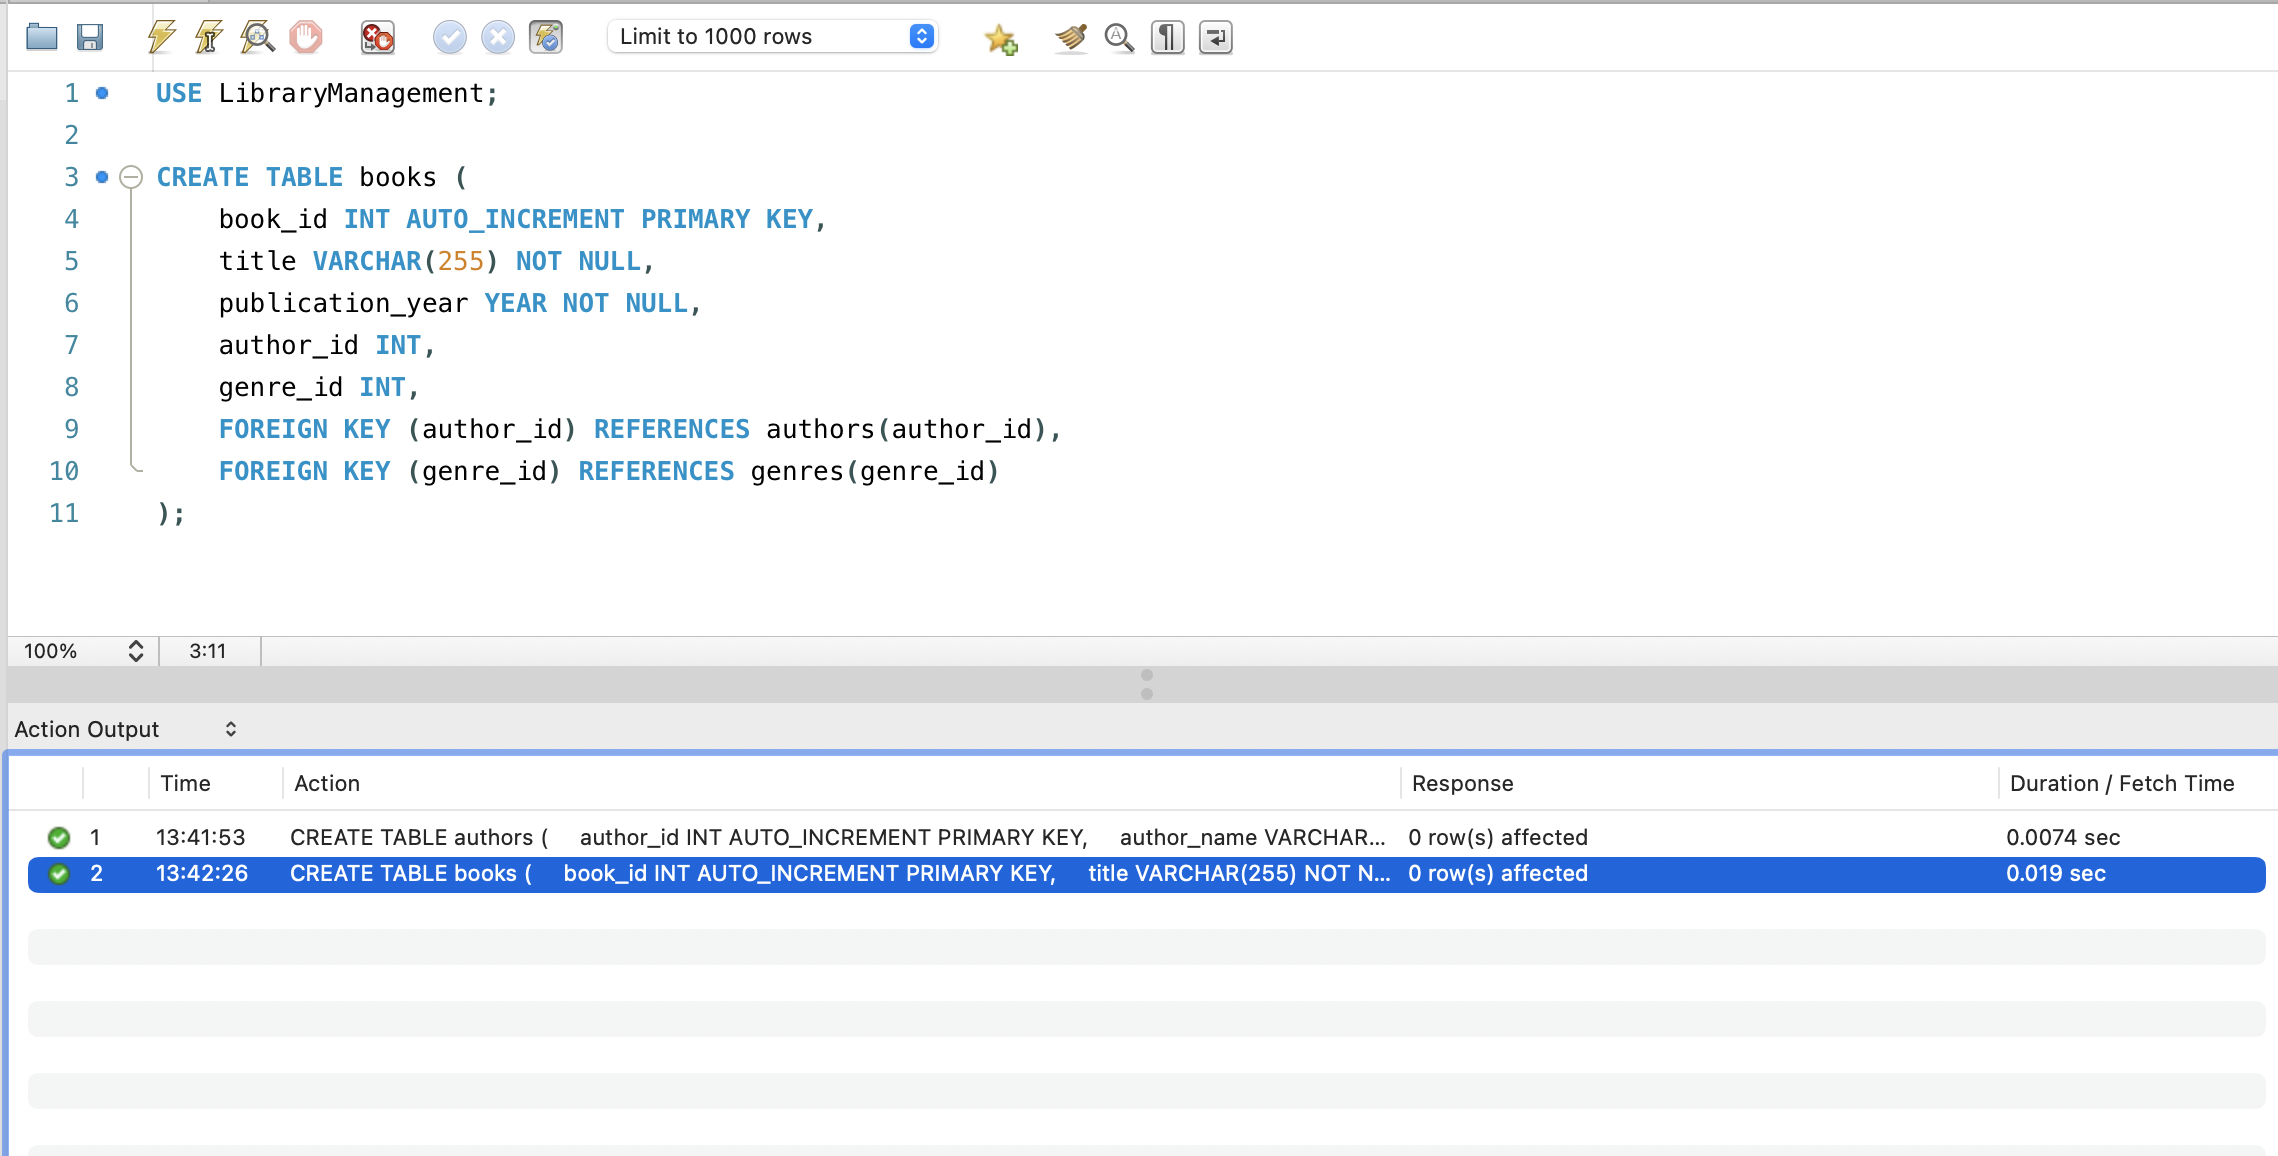 Limit to 1000 rows
1 USE LibraryManagement;
2
3 CREATE TABLE books (
4 book_id INT AUTO_INCREMENT PRIMARY KEY,
5 title VARCHAR(255) NOT NULL,
6 publication_year YEAR NOT NULL,
7 author_id INT,
8 genre_id INT,
9 FOREIGN KEY (author_id) REFERENCES authors(author_id),
10 FOREIGN KEY (genre_id) REFERENCES genres(genre_id)
11 );
100% 3:11
Action Output
Time Action Response Duration / Fetch Time
1 13:41:53 CREATE TABLE authors ( author_id INT AUTO_INCREMENT PRIMARY KEY, author_name VARCHAR... 0 row(s) affected 0.0074 sec
2 13:42:26 CREATE TABLE books ( book_id INT AUTO_INCREMENT PRIMARY KEY, title VARCHAR(255) NOT N... 0 row(s) affected 0.019 sec